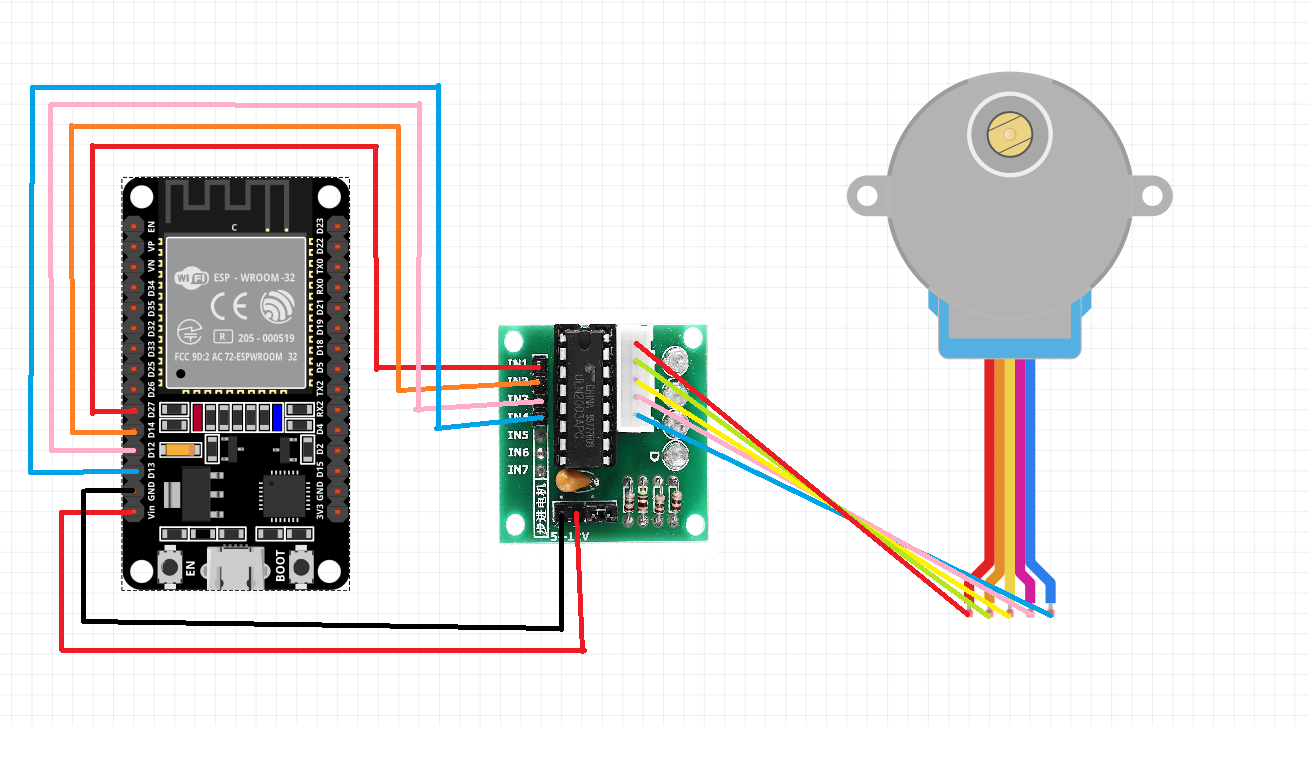 C
WiFi ESP - WROOM -32
CE
R 205 - 000519
FCC 9D:2 AC 72-ESPWROOM 32
EN
VP
VN
D34
D35
D32
D33
D25
D26
D27
D14
D12
D13
GND
Vin
D23
D22
TX0
RX0
D21
D19
D18
D5
TX2
RX2
D4
D2
D15
GND
3V3
EN
BOOT
IN1
IN2
IN3
IN4
IN5
IN6
IN7
CHINA
ULN2003APG
D
步进电机